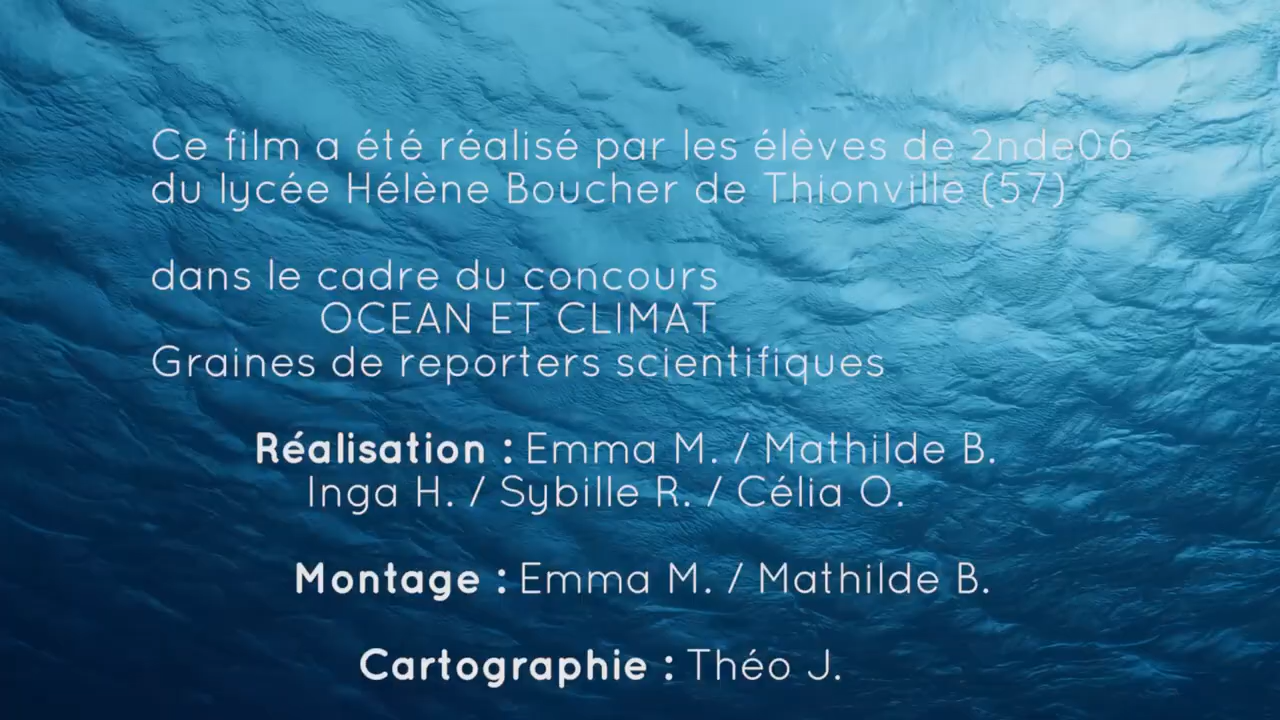 Ce film a été réalisé par les élèves de 2nde06
du lycée Hélène Boucher de Thionville (57)
dans le cadre du concours
OCEAN ET CLIMAT
Graines de reporters scientifiques
Réalisation : Emma M. / Mathilde B.
Inga H. / Sybille R. / Célia O.
Montage : Emma M. / Mathilde B.
Cartographie : Théo J.